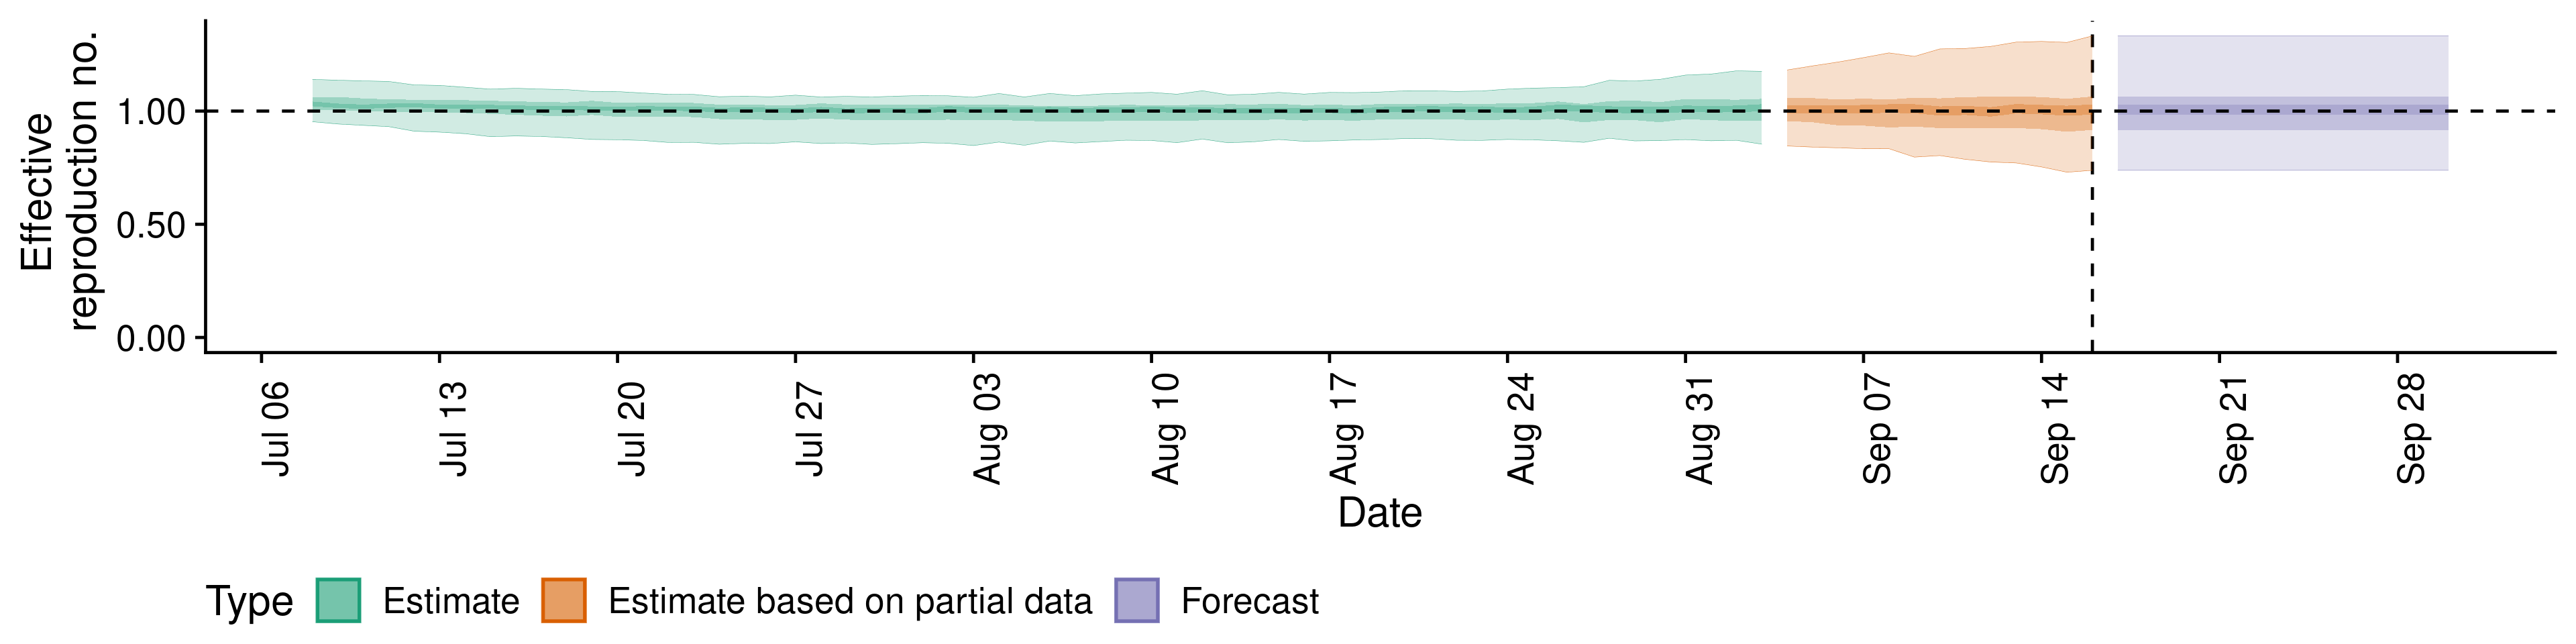 Effective
reproduction no.
1.00
0.50
0.00
Jul 06
Jul 13
Jul 20
Jul 27
Aug 03
Aug 10
Aug 17
Aug 24
Aug 31
Sep 07
Sep 14
Sep 21
Sep 28
Date
Type Estimate Estimate based on partial data Forecast